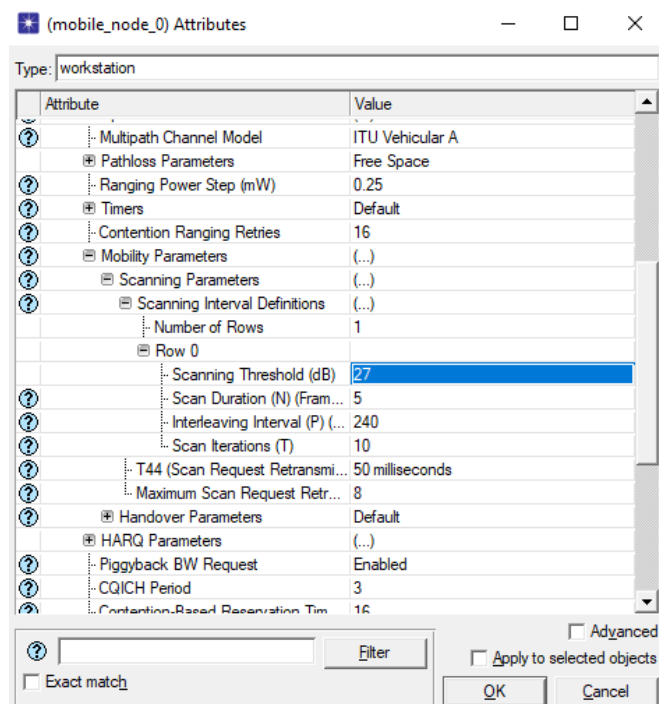 (mobile_node_0) Attributes
Type: workstation
Attribute Value
Multipath Channel Model ITU Vehicular A
Pathloss Parameters Free Space
Ranging Power Step (mW) 0.25
Timers Default
Contention Ranging Retries 16
Mobility Parameters (...)
Scanning Parameters (...)
Scanning Interval Definitions (...)
Number of Rows 1
Row 0
Scanning Threshold (dB) 27
Scan Duration (N) (Fram... 5
Interleaving Interval (P) (... 240
Scan Iterations (T) 10
T44 (Scan Request Retransmi... 50 milliseconds
Maximum Scan Request Retr... 8
Handover Parameters Default
HARQ Parameters (...)
Piggyback BW Request Enabled
CQICH Period 3
Contention-Based Reservation Tim 16
Advanced
Filter Apply to selected objects
Exact match
OK Cancel